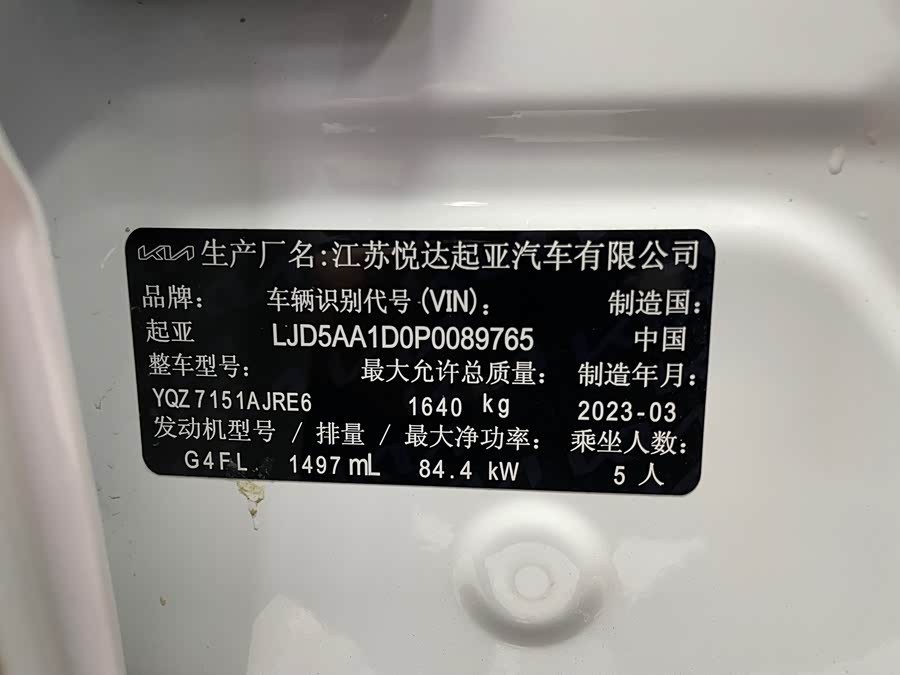 KIA 生产厂名:江苏悦达起亚汽车有限公司
品牌: 车辆识别代号(VIN): 制造国:
起亚 LJD5AA1D0P0089765 中国
整车型号: 最大允许总质量: 制造年月:
YQZ7151AJRE6 1640 kg 2023-03
发动机型号 / 排量 / 最大净功率: 乘坐人数:
G4FL 1497mL 84.4 kW 5 人